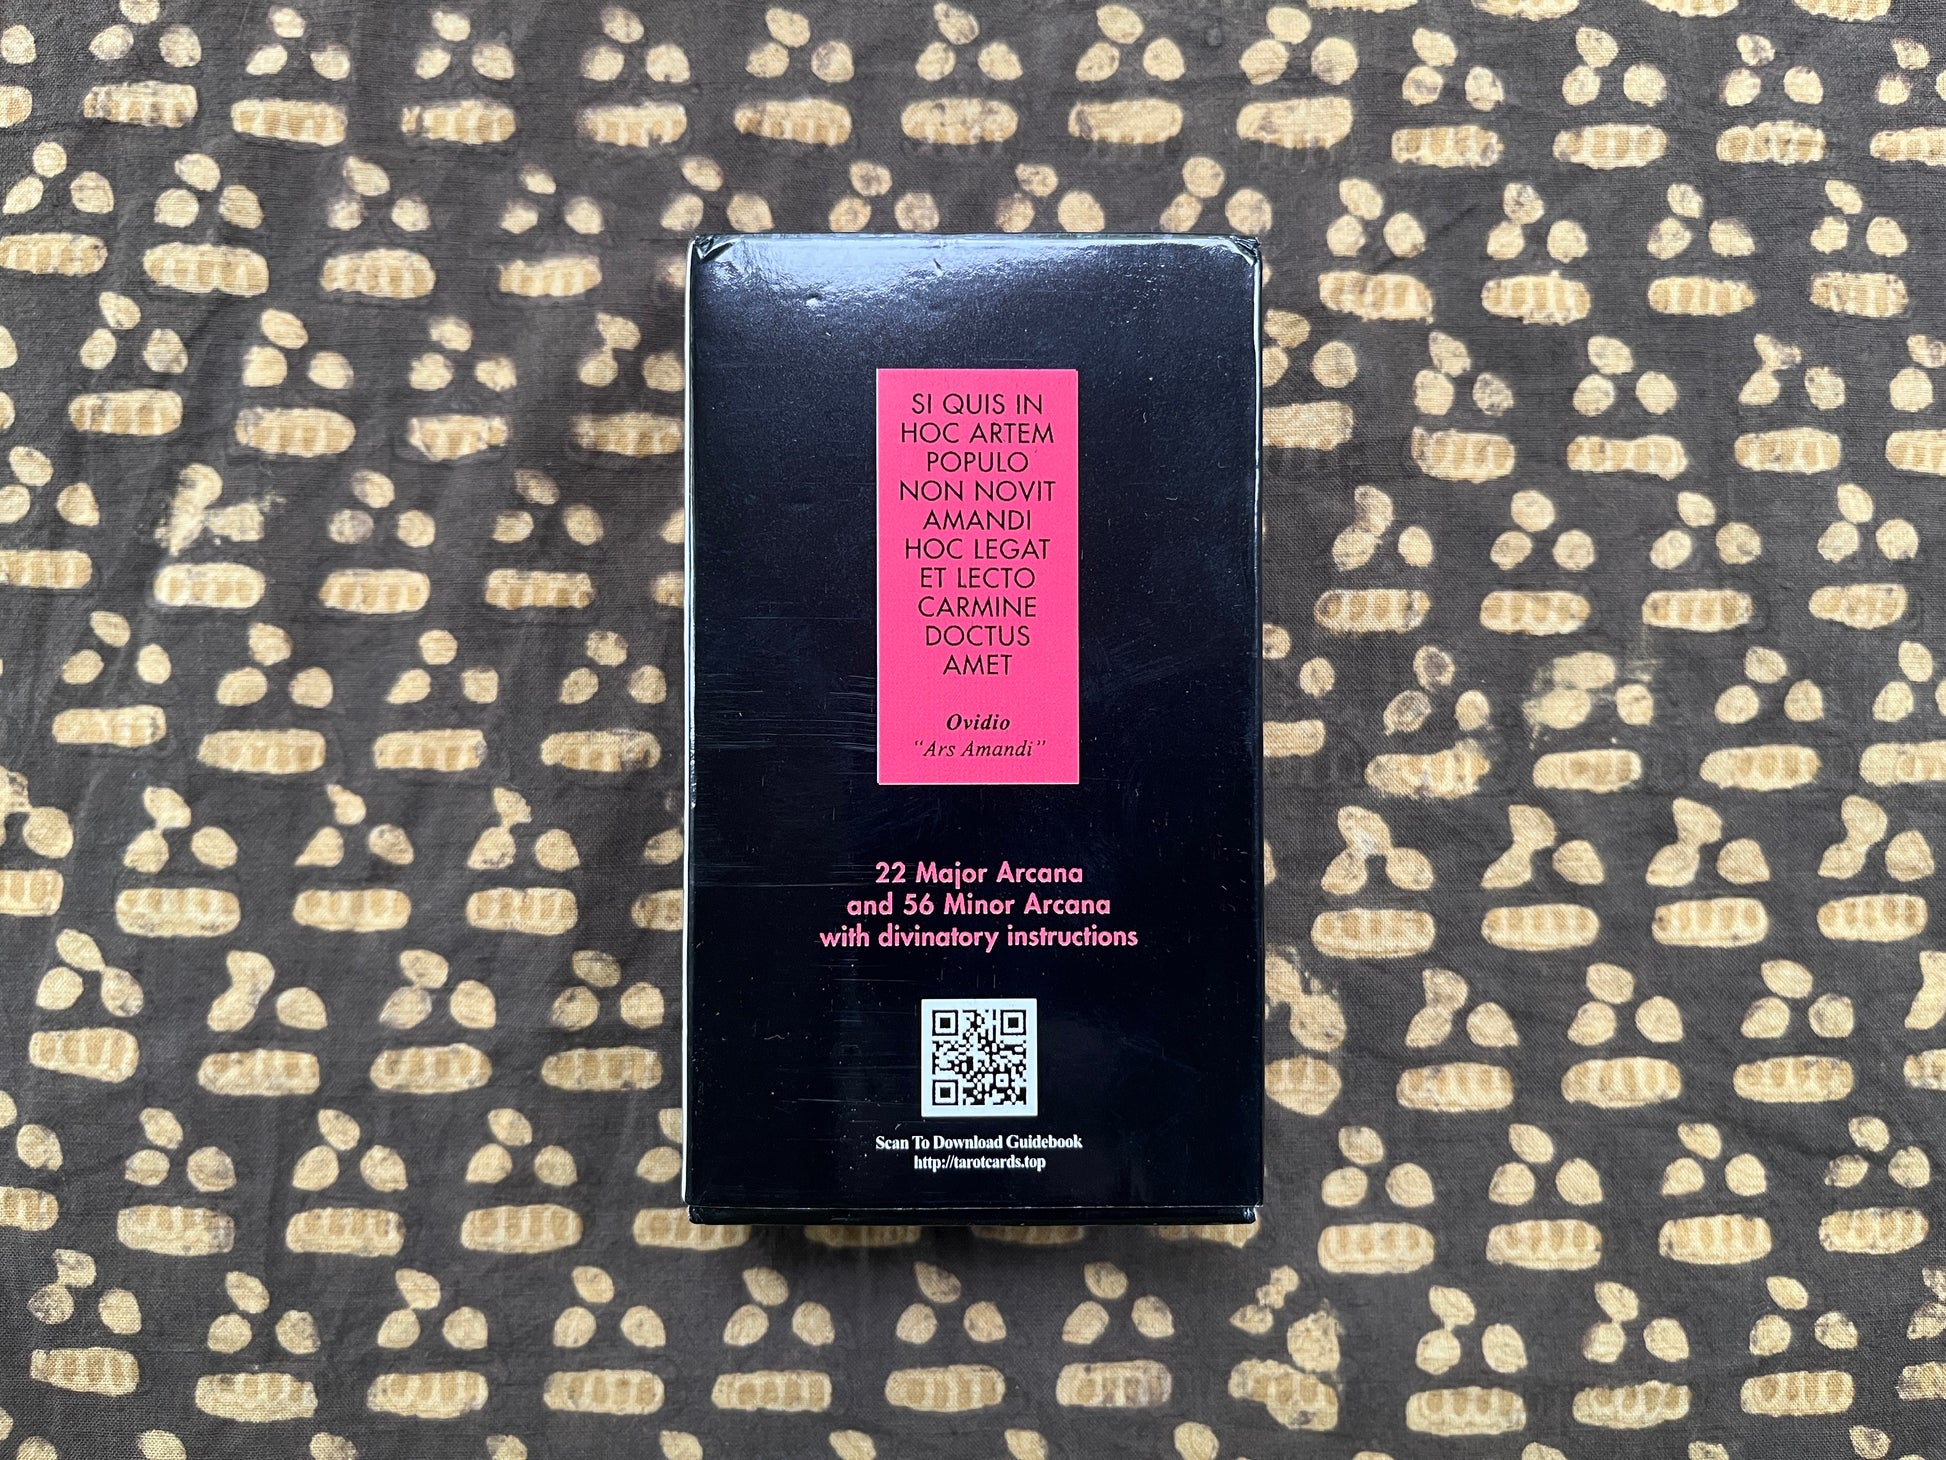 SI QUIS IN
HOC ARTEM
POPULO
NON NOVIT
AMANDI
HOC LEGAT
ET LECTO
CARMINE
DOCTUS
AMET
Ovidio
“Ars Amandi”
22 Major Arcana
and 56 Minor Arcana
with divinatory instructions
Scan To Download Guidebook
http://tarotcards.top